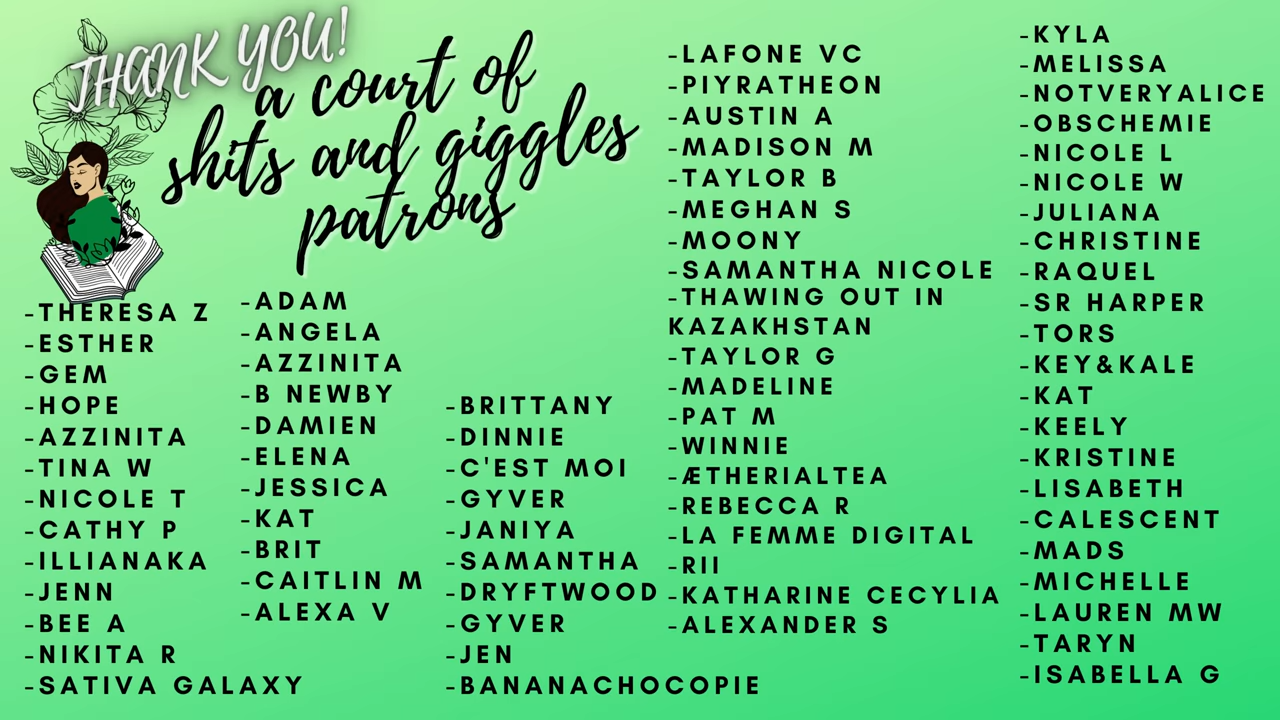 THANK YOU!
a court of
shits and giggles
patrons
-THERESA Z
-ESTHER
-GEM
-HOPE
-AZZINITA
-TINA W
-NICOLE T
-CATHY P
-ILLIANAKA
-JENN
-BEE A
-NIKITA R
-SATIVA GALAXY
-ADAM
-ANGELA
-AZZINITA
-B NEWBY
-DAMIEN
-ELENA
-JESSICA
-KAT
-BRIT
-CAITLIN M
-ALEXA V
-BRITTANY
-DINNIE
-C'EST MOI
-GYVER
-JANIYA
-SAMANTHA
-DRYFTWOOD
-GYVER
-JEN
-BANANACHOCOPIE
-LAFONE VC
-PIYRATHEON
-AUSTIN A
-MADISON M
-TAYLOR B
-MEGHAN S
-MOONY
-SAMANTHA NICOLE
-THAWING OUT IN
KAZAKHSTAN
-TAYLOR G
-MADELINE
-PAT M
-WINNIE
-ÆTHERIALTEA
-REBECCA R
-LA FEMME DIGITAL
-RII
-KATHARINE CECYLIA
-ALEXANDER S
-KYLA
-MELISSA
-NOTVERYALICE
-OBSCHEMIE
-NICOLE L
-NICOLE W
-JULIANA
-CHRISTINE
-RAQUEL
-SR HARPER
-TORS
-KEY&KALE
-KAT
-KEELY
-KRISTINE
-LISABETH
-CALESCENT
-MADS
-MICHELLE
-LAUREN MW
-TARYN
-ISABELLA G